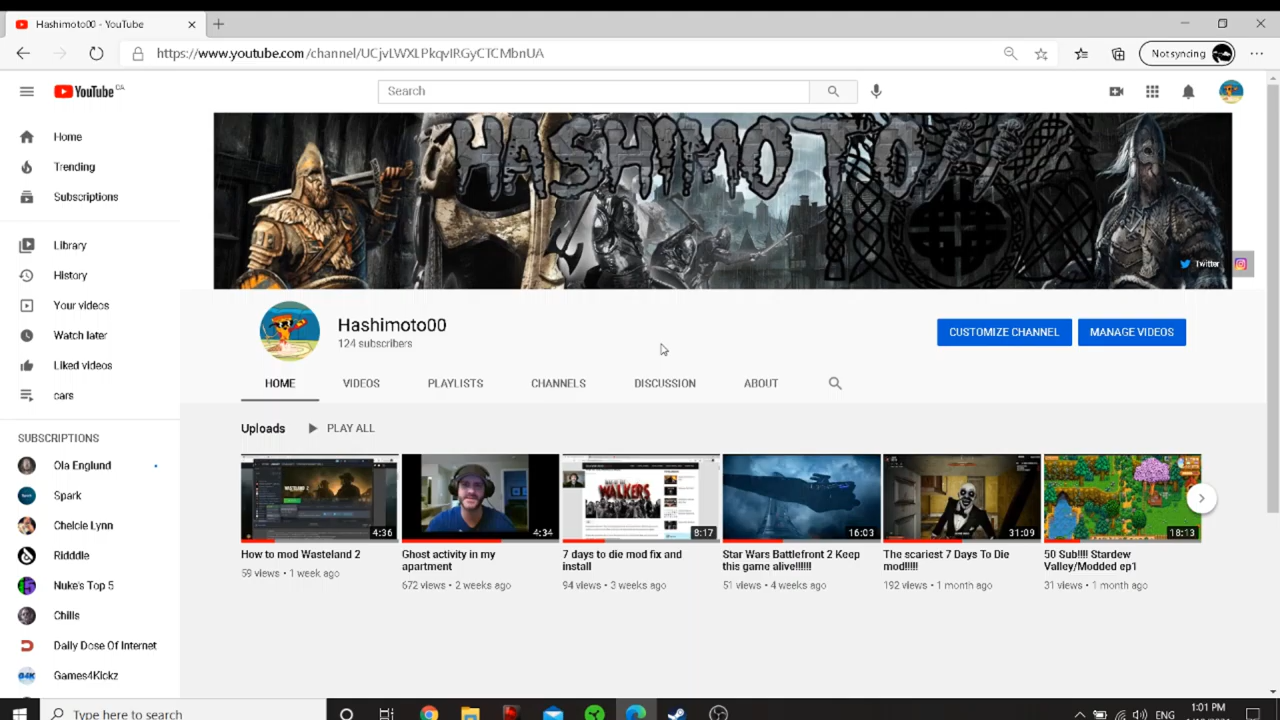 Hashimoto00 - YouTube
https://www.youtube.com/channel/UCjvLWXLPkqvIRGyCTCMbnUA
Not syncing
YouTube CA
Search
HASHIMOTO
Twitter
Home
Trending
Subscriptions
Library
History
Your videos
Watch later
Liked videos
cars
SUBSCRIPTIONS
Ola Englund
Spark
Chelcie Lynn
Ridddle
Nuke's Top 5
Chills
Daily Dose Of Internet
Games4Kickz
Hashimoto00
124 subscribers
CUSTOMIZE CHANNEL
MANAGE VIDEOS
HOME VIDEOS PLAYLISTS CHANNELS DISCUSSION ABOUT
Uploads PLAY ALL
4:36
How to mod Wasteland 2
59 views • 1 week ago
4:34
Ghost activity in my
apartment
672 views • 2 weeks ago
WALKERS
8:17
7 days to die mod fix and
install
94 views • 3 weeks ago
16:03
Star Wars Battlefront 2 Keep
this game alive!!!!!!
51 views • 4 weeks ago
31:09
The scariest 7 Days To Die
mod!!!!!
192 views • 1 month ago
18:13
50 Sub!!!! Stardew
Valley/Modded ep1
31 views • 1 month ago
Type here to search
ENG
1:01 PM